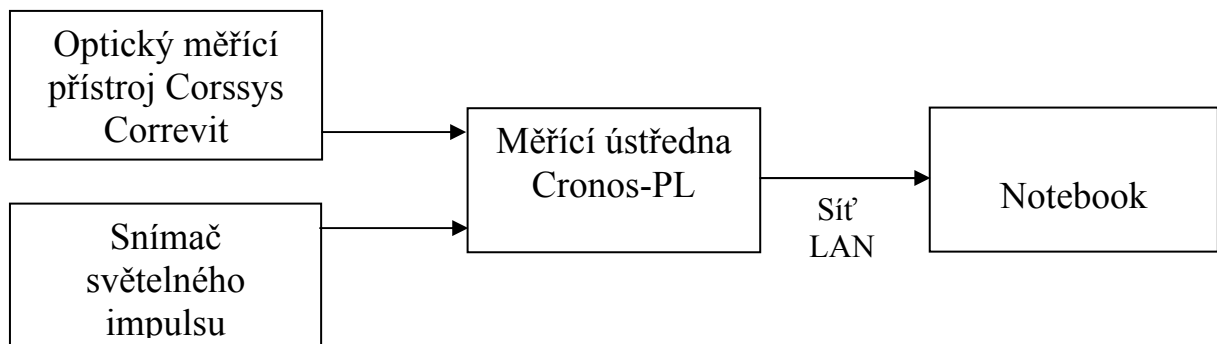 Optický měřící
přístroj Corssys
Correvit
Snímač
světelného
impulsu
Měřící ústředna
Cronos-PL
Síť
LAN
Notebook